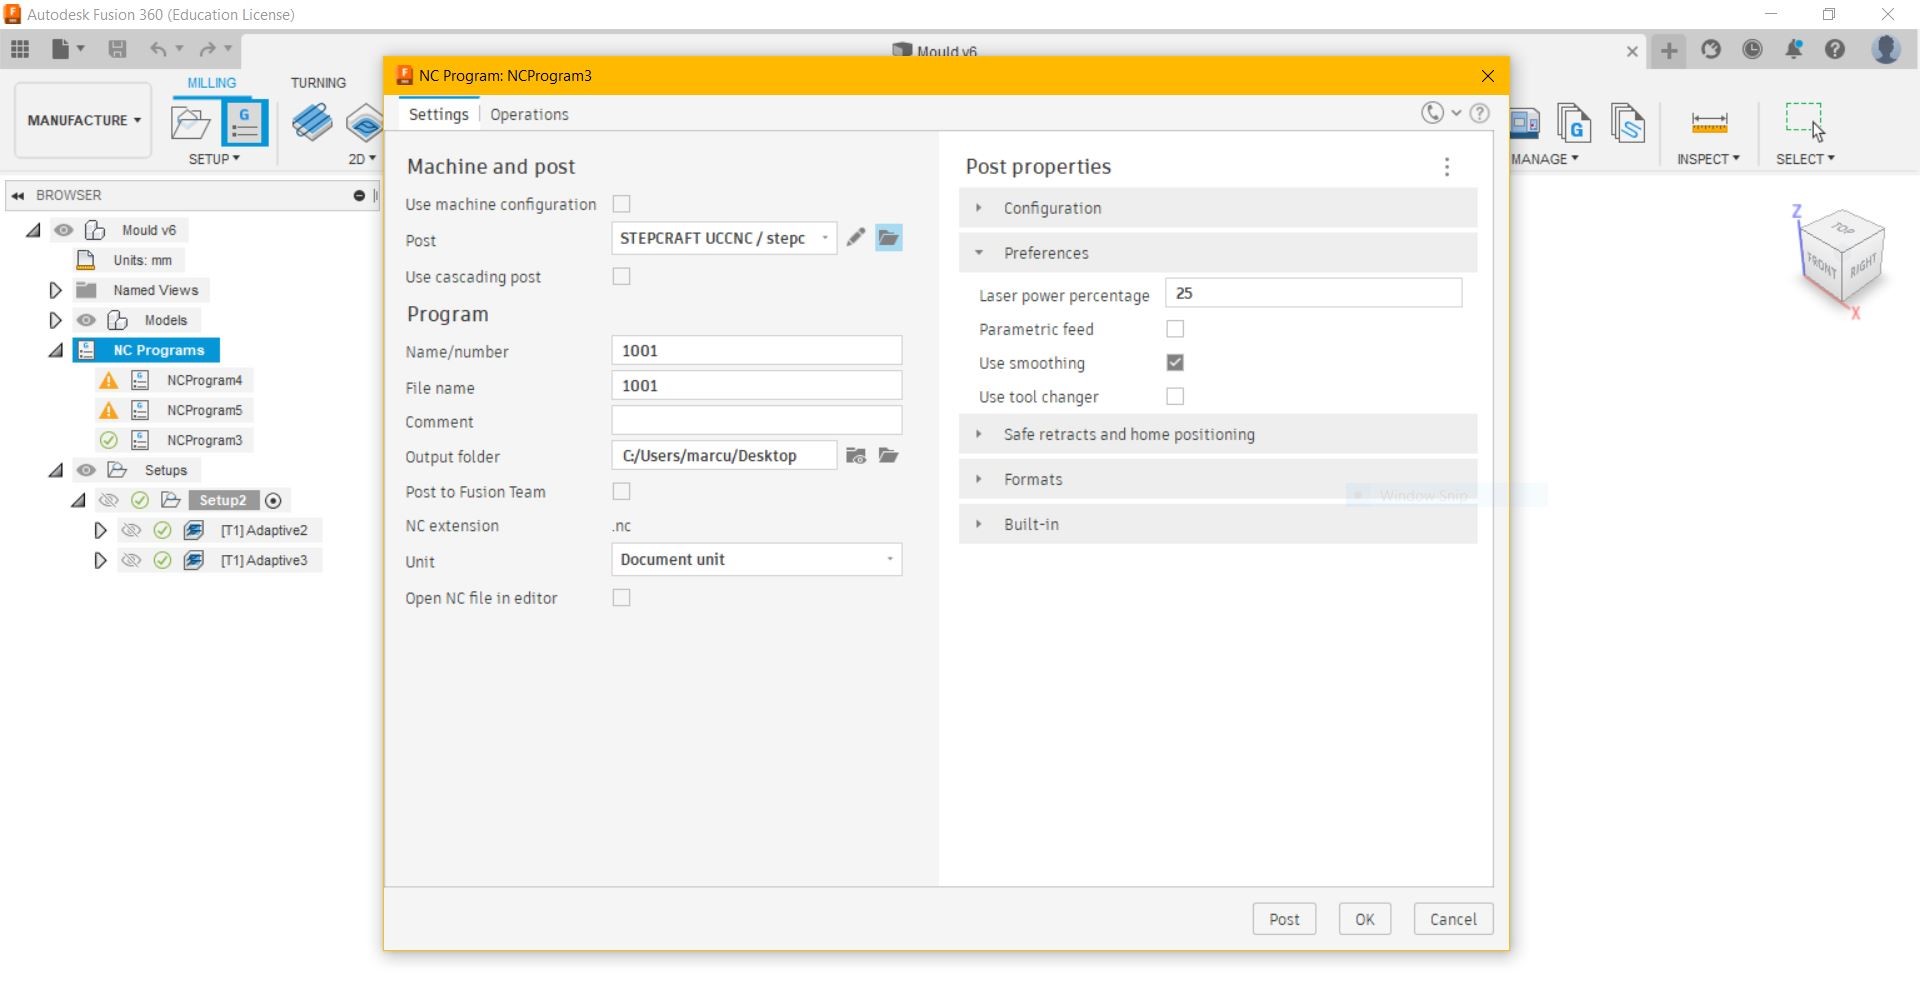 Autodesk Fusion 360 (Education License)
Mould v6
MILLING
TURNING
MANUFACTURE
SETUP
2D
MANAGE
INSPECT
SELECT
BROWSER
Mould v6
Units: mm
Named Views
Models
NC Programs
NCProgram4
NCProgram5
NCProgram3
Setups
Setup2
[T1] Adaptive2
[T1] Adaptive3
NC Program: NCProgram3
Settings
Operations
Machine and post
Use machine configuration
Post
STEPCRAFT UCCNC / stepc
Use cascading post
Program
Name/number
1001
File name
1001
Comment
Output folder
C:/Users/marcu/Desktop
Post to Fusion Team
NC extension
.nc
Unit
Document unit
Open NC file in editor
Post properties
Configuration
Preferences
Laser power percentage
25
Parametric feed
Use smoothing
Use tool changer
Safe retracts and home positioning
Formats
Window Snip
Built-in
Post
OK
Cancel
Z
TOP
FRONT
RIGHT
X